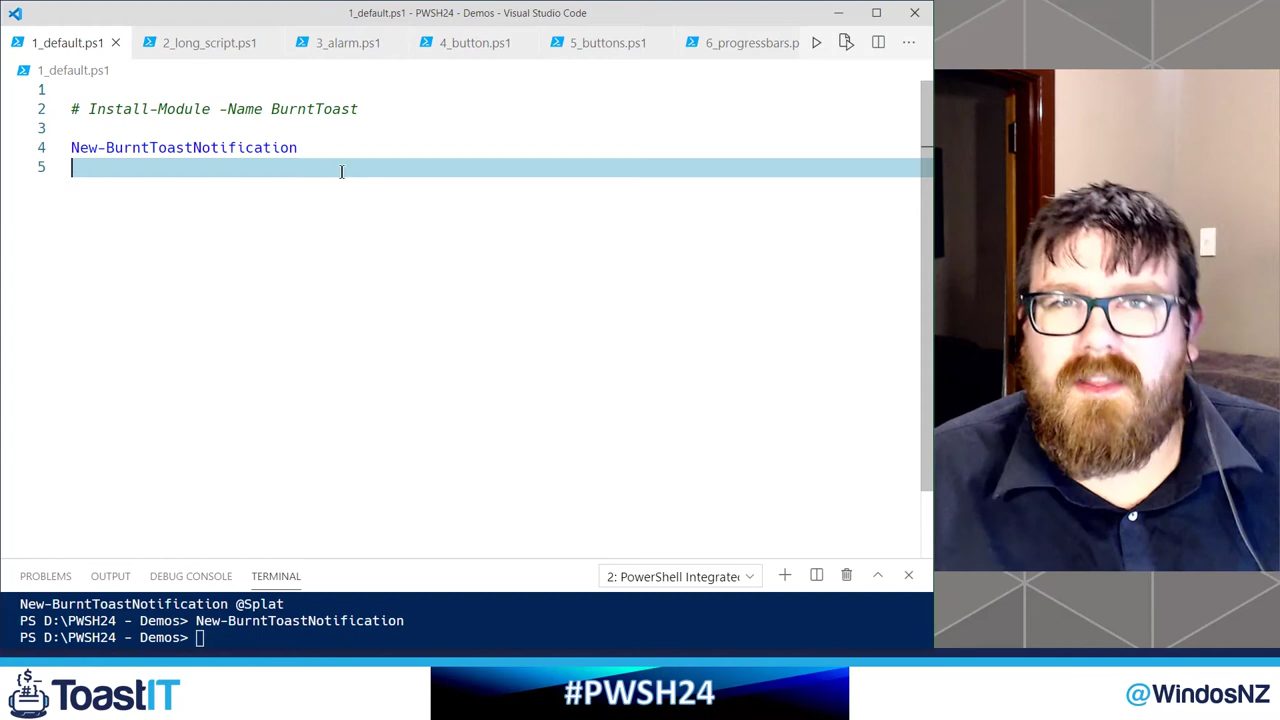 1_default.ps1 - PWSH24 - Demos - Visual Studio Code
1_default.ps1
2_long_script.ps1
3_alarm.ps1
4_button.ps1
5_buttons.ps1
6_progressbars.p
1_default.ps1
1
2 # Install-Module -Name BurntToast
3
4 New-BurntToastNotification
5
PROBLEMS OUTPUT DEBUG CONSOLE TERMINAL
2: PowerShell Integrated
New-BurntToastNotification @Splat
PS D:\PWSH24 - Demos> New-BurntToastNotification
PS D:\PWSH24 - Demos>
ToastIT
#PWSH24
@WindosNZ